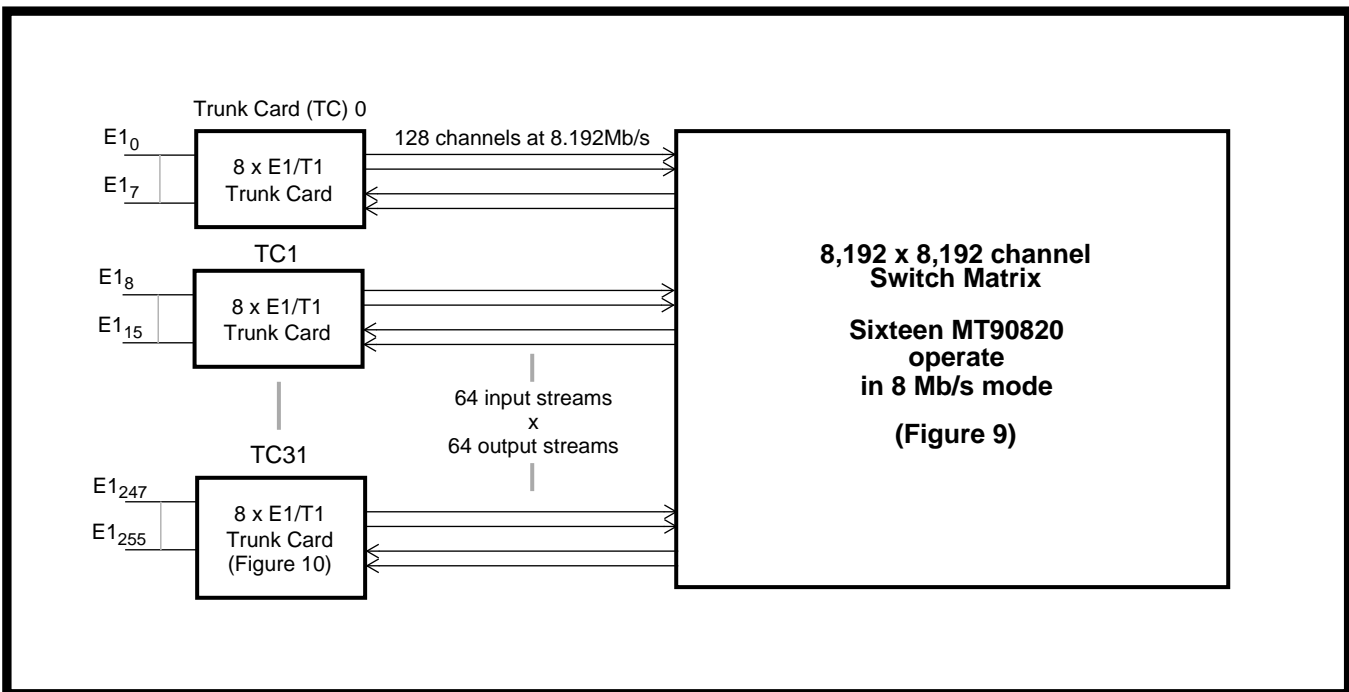 Trunk Card (TC) 0
E1₀
E1₇
8 x E1/T1
Trunk Card
128 channels at 8.192Mb/s
TC1
E1₈
E1₁₅
8 x E1/T1
Trunk Card
64 input streams
x
64 output streams
TC31
E1₂₄₇
E1₂₅₅
8 x E1/T1
Trunk Card
(Figure 10)
8,192 x 8,192 channel
Switch Matrix
Sixteen MT90820
operate
in 8 Mb/s mode
(Figure 9)